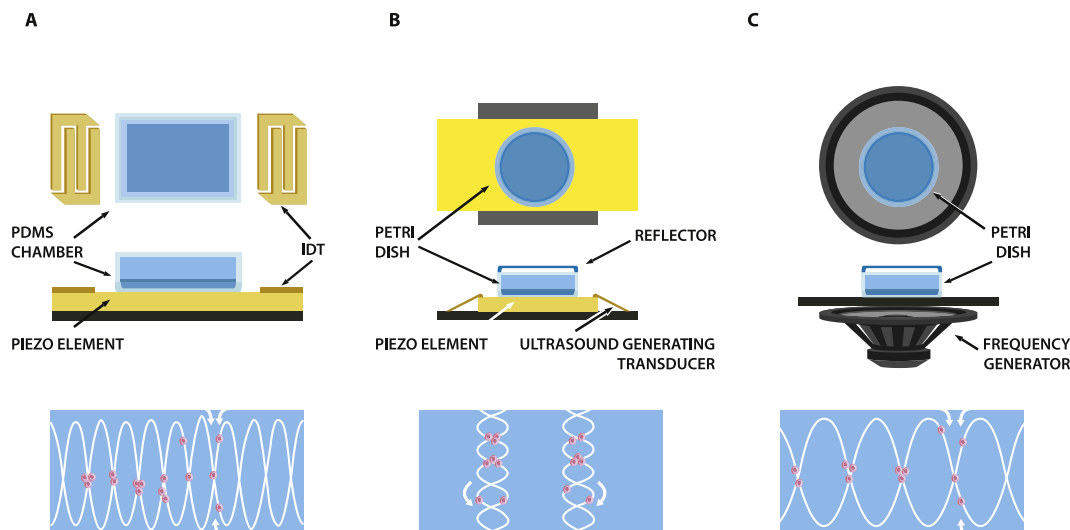 A
B
C
PDMS
CHAMBER
IDT
PIEZO ELEMENT
PETRI
DISH
REFLECTOR
PIEZO ELEMENT
ULTRASOUND GENERATING
TRANSDUCER
PETRI
DISH
FREQUENCY
GENERATOR